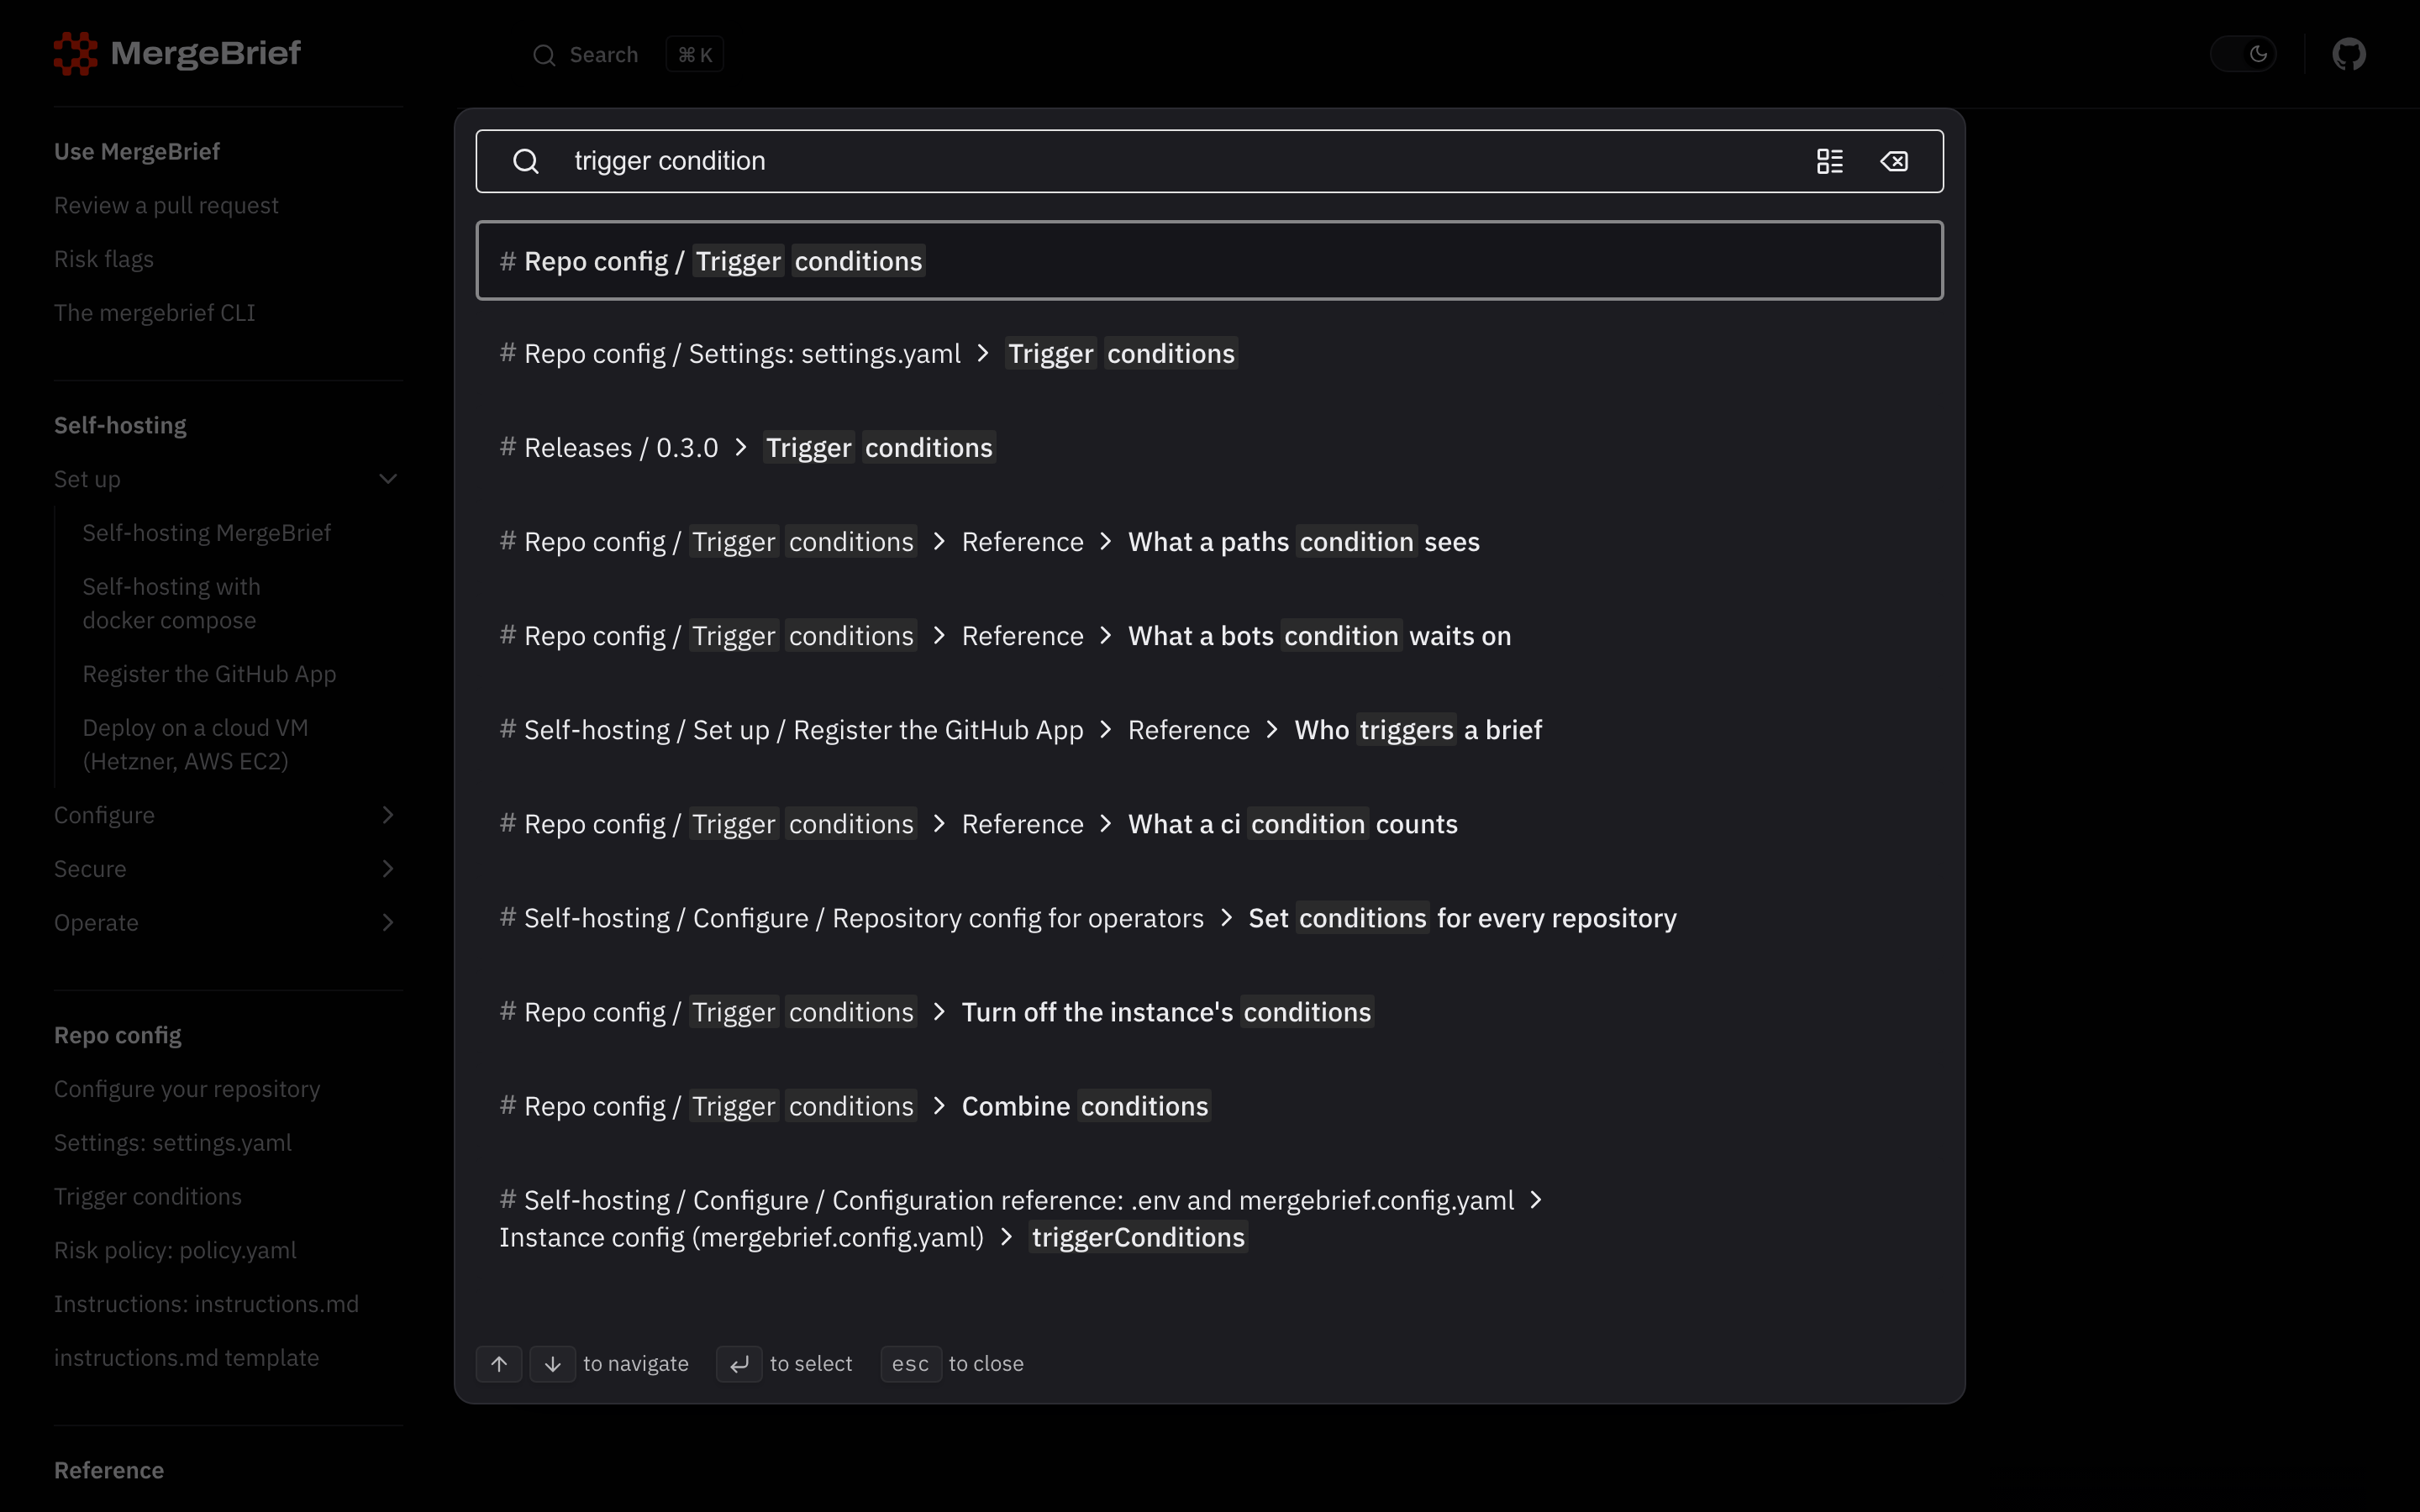 MergeBrief
Search ⌘ K
Use MergeBrief
Review a pull request
Risk flags
The mergebrief CLI
Self-hosting
Set up
Self-hosting MergeBrief
Self-hosting with
docker compose
Register the GitHub App
Deploy on a cloud VM
(Hetzner, AWS EC2)
Configure
Secure
Operate
Repo config
Configure your repository
Settings: settings.yaml
Trigger conditions
Risk policy: policy.yaml
Instructions: instructions.md
instructions.md template
Reference
trigger condition
# Repo config / Trigger conditions
# Repo config / Settings: settings.yaml > Trigger conditions
# Releases / 0.3.0 > Trigger conditions
# Repo config / Trigger conditions > Reference > What a paths condition sees
# Repo config / Trigger conditions > Reference > What a bots condition waits on
# Self-hosting / Set up / Register the GitHub App > Reference > Who triggers a brief
# Repo config / Trigger conditions > Reference > What a ci condition counts
# Self-hosting / Configure / Repository config for operators > Set conditions for every repository
# Repo config / Trigger conditions > Turn off the instance's conditions
# Repo config / Trigger conditions > Combine conditions
# Self-hosting / Configure / Configuration reference: .env and mergebrief.config.yaml >
Instance config (mergebrief.config.yaml) > triggerConditions
↑ ↓ to navigate ↵ to select esc to close